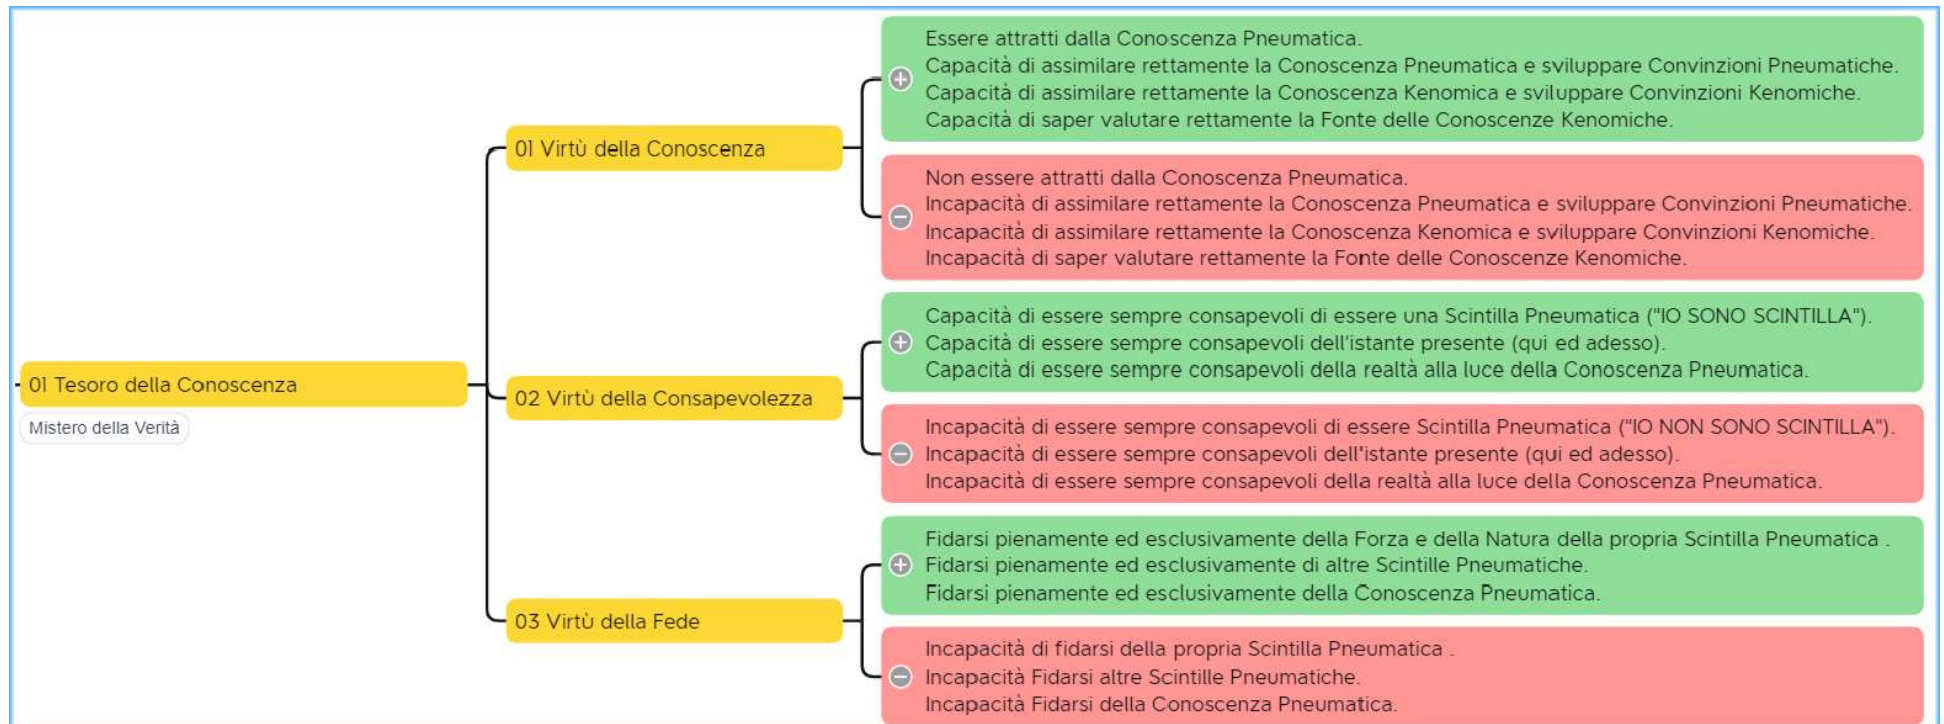 01 Tesoro della Conoscenza
Mistero della Verità
01 Virtù della Conoscenza
Essere attratti dalla Conoscenza Pneumatica.
Capacità di assimilare rettamente la Conoscenza Pneumatica e sviluppare Convinzioni Pneumatiche.
Capacità di assimilare rettamente la Conoscenza Kenomica e sviluppare Convinzioni Kenomiche.
Capacità di saper valutare rettamente la Fonte delle Conoscenze Kenomiche.
Non essere attratti dalla Conoscenza Pneumatica.
Incapacità di assimilare rettamente la Conoscenza Pneumatica e sviluppare Convinzioni Pneumatiche.
Incapacità di assimilare rettamente la Conoscenza Kenomica e sviluppare Convinzioni Kenomiche.
Incapacità di saper valutare rettamente la Fonte delle Conoscenze Kenomiche.
02 Virtù della Consapevolezza
Capacità di essere sempre consapevoli di essere una Scintilla Pneumatica ("IO SONO SCINTILLA").
Capacità di essere sempre consapevoli dell'istante presente (qui ed adesso).
Capacità di essere sempre consapevoli della realtà alla luce della Conoscenza Pneumatica.
Incapacità di essere sempre consapevoli di essere Scintilla Pneumatica ("IO NON SONO SCINTILLA").
Incapacità di essere sempre consapevoli dell'istante presente (qui ed adesso).
Incapacità di essere sempre consapevoli della realtà alla luce della Conoscenza Pneumatica.
03 Virtù della Fede
Fidarsi pienamente ed esclusivamente della Forza e della Natura della propria Scintilla Pneumatica .
Fidarsi pienamente ed esclusivamente di altre Scintille Pneumatiche.
Fidarsi pienamente ed esclusivamente della Conoscenza Pneumatica.
Incapacità di fidarsi della propria Scintilla Pneumatica .
Incapacità Fidarsi altre Scintille Pneumatiche.
Incapacità Fidarsi della Conoscenza Pneumatica.